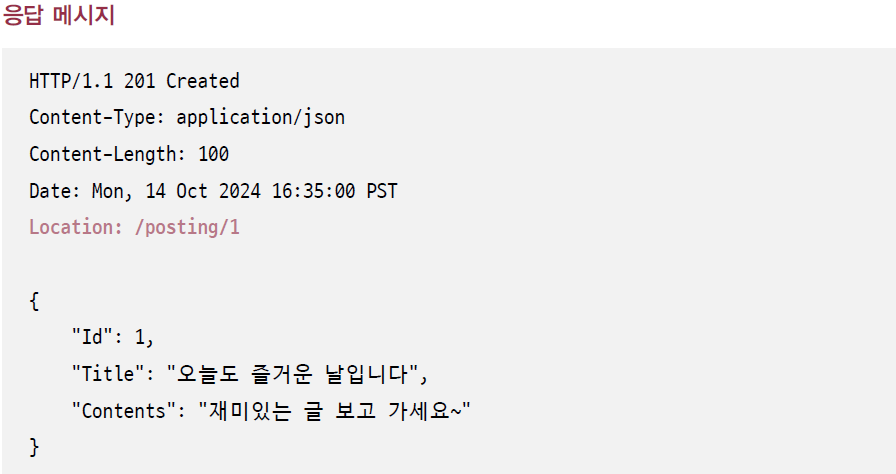 응답 메시지
HTTP/1.1 201 Created
Content-Type: application/json
Content-Length: 100
Date: Mon, 14 Oct 2024 16:35:00 PST
Location: /posting/1
{
"Id": 1,
"Title": "오늘도 즐거운 날입니다",
"Contents": "재미있는 글 보고 가세요~"
}